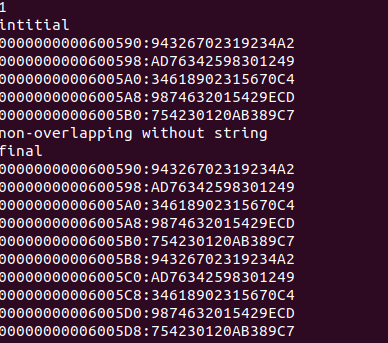 1
intitial
0000000000600590:94326702319234A2
0000000000600598:AD76342598301249
00000000006005A0:34618902315670C4
00000000006005A8:9874632015429ECD
00000000006005B0:754230120AB389C7
non-overlapping without string
final
0000000000600590:94326702319234A2
0000000000600598:AD76342598301249
00000000006005A0:34618902315670C4
00000000006005A8:9874632015429ECD
00000000006005B0:754230120AB389C7
00000000006005B8:94326702319234A2
00000000006005C0:AD76342598301249
00000000006005C8:34618902315670C4
00000000006005D0:9874632015429ECD
00000000006005D8:754230120AB389C7